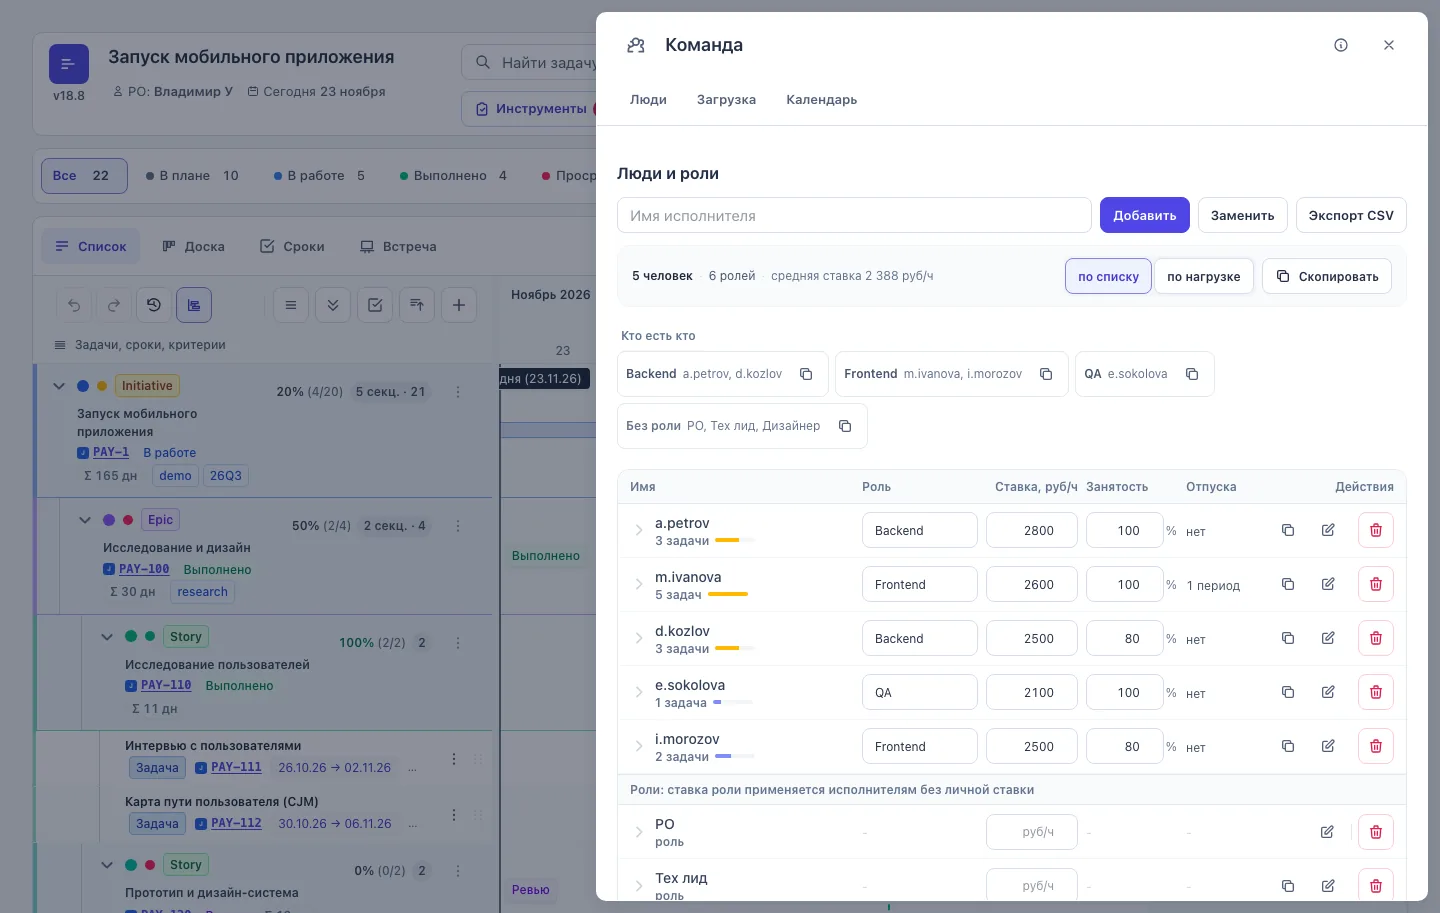 Запуск мобильного приложения
v18.8
PO: Владимир У
Сегодня 23 ноября
Найти задачу
Инструменты
Все 22
В плане 10
В работе 5
Выполнено 4
Список
Доска
Сроки
Встреча
Ноябрь 2026
Задачи, сроки, критерии
23
дня (23.11.26)
Initiative
20% (4/20)
5 секц. · 21
Запуск мобильного
приложения
PAY-1 В работе
Σ 165 дн demo 26Q3
Epic
50% (2/4)
2 секц. · 4
Исследование и дизайн
PAY-100 Выполнено
Σ 30 дн research
Выполнено
Story
100% (2/2) 2
Исследование пользователей
PAY-110 Выполнено
Σ 11 дн
Интервью с пользователями
Задача PAY-111 26.10.26 → 02.11.26 ...
Карта пути пользователя (CJM)
Задача PAY-112 30.10.26 → 06.11.26 ...
Story
0% (0/2) 2
Прототип и дизайн-система
Ревью
Команда
Люди
Загрузка
Календарь
Люди и роли
Имя исполнителя
Добавить
Заменить
Экспорт CSV
5 человек · 6 ролей · средняя ставка 2 388 руб/ч
по списку
по нагрузке
Скопировать
Кто есть кто
Backend a.petrov, d.kozlov
Frontend m.ivanova, i.morozov
QA e.sokolova
Без роли PO, Тех лид, Дизайнер
Имя Роль Ставка, руб/ч Занятость Отпуска Действия
a.petrov
3 задачи
Backend 2800 100 % нет
m.ivanova
5 задач
Frontend 2600 100 % 1 период
d.kozlov
3 задачи
Backend 2500 80 % нет
e.sokolova
1 задача
QA 2100 100 % нет
i.morozov
2 задачи
Frontend 2500 80 % нет
Роли: ставка роли применяется исполнителям без личной ставки
PO
роль
- руб/ч - -
Тех лид
роль
- руб/ч - -